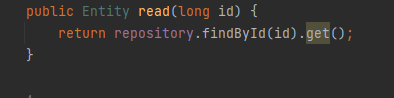 public Entity read(long id) {
    return repository.findById(id).get();
}